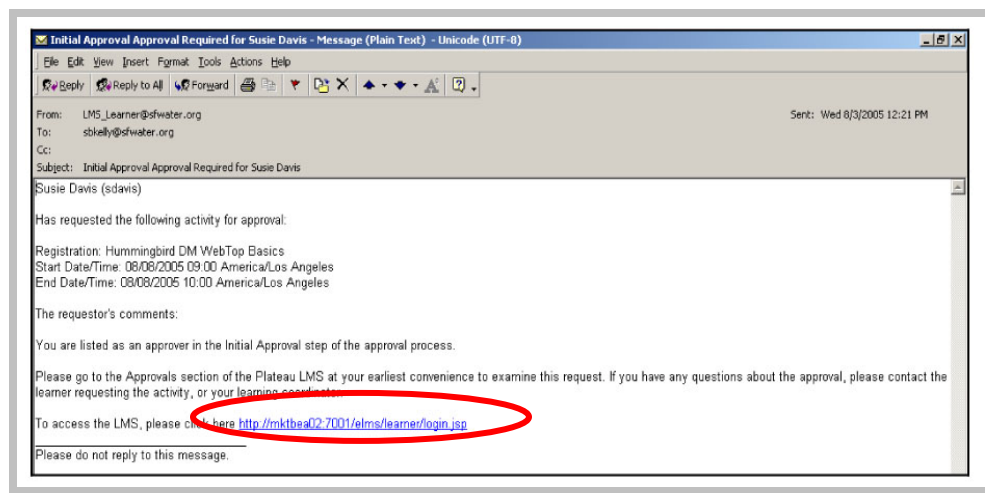 Initial Approval Approval Required for Susie Davis - Message (Plain Text) - Unicode (UTF-8)
File Edit View Insert Format Tools Actions Help
Reply Reply to All Forward
From: LMS_Learner@sfwater.org Sent: Wed 8/3/2005 12:21 PM
To: sbkelly@sfwater.org
Cc:
Subject: Initial Approval Approval Required for Susie Davis
Susie Davis (sdavis)
Has requested the following activity for approval:
Registration: Hummingbird DM WebTop Basics
Start Date/Time: 08/08/2005 09:00 America/Los Angeles
End Date/Time: 08/08/2005 10:00 America/Los Angeles
The requestor's comments:
You are listed as an approver in the Initial Approval step of the approval process.
Please go to the Approvals section of the Plateau LMS at your earliest convenience to examine this request. If you have any questions about the approval, please contact the
learner requesting the activity, or your learning coordinator.
To access the LMS, please click here http://mktbea02:7001/elms/learner/login.jsp
Please do not reply to this message.